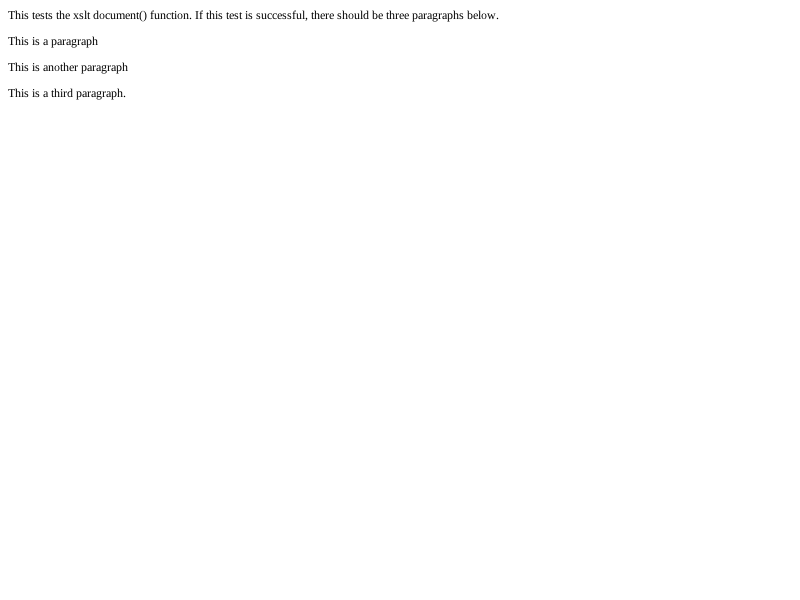 This tests the xslt document() function. If this test is successful, there should be three paragraphs below.
This is a paragraph
This is another paragraph
This is a third paragraph.